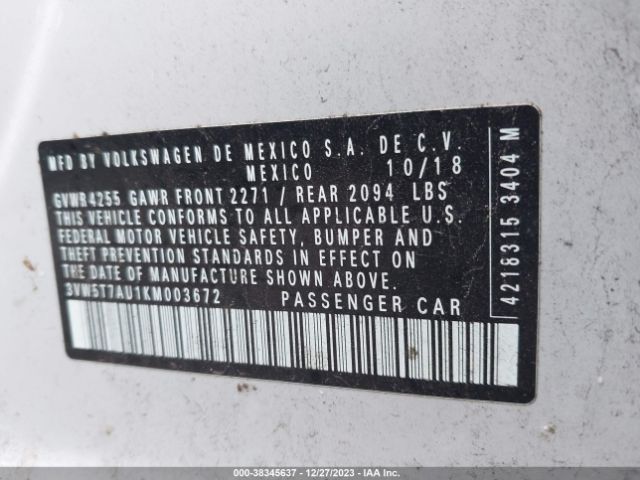 MFD BY VOLKSWAGEN DE MEXICO S.A. DE C.V.
MEXICO 10/18
GVWR4255 GAWR FRONT 2271 / REAR 2094 LBS
THIS VEHICLE CONFORMS TO ALL APPLICABLE U.S.
FEDERAL MOTOR VEHICLE SAFETY, BUMPER AND
THEFT PREVENTION STANDARDS IN EFFECT ON
THE DATE OF MANUFACTURE SHOWN ABOVE.
3VW5T7AU1KM003672 PASSENGER CAR
4218315 3404 M
000-38345637 - 12/27/2023 - IAA Inc.